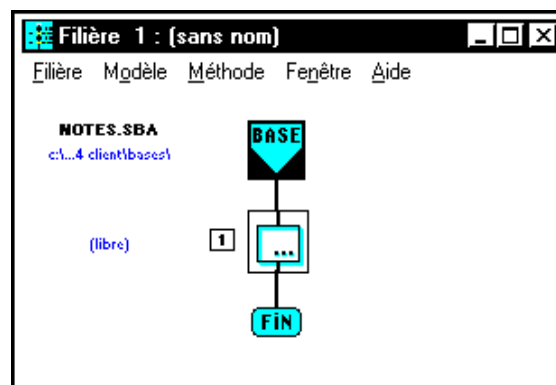 Filière 1 : (sans nom)
Filière Modèle Méthode Fenêtre Aide
NOTES.SBA
c:\...4 client\bases\
BASE
(libre)
1
...
FiN